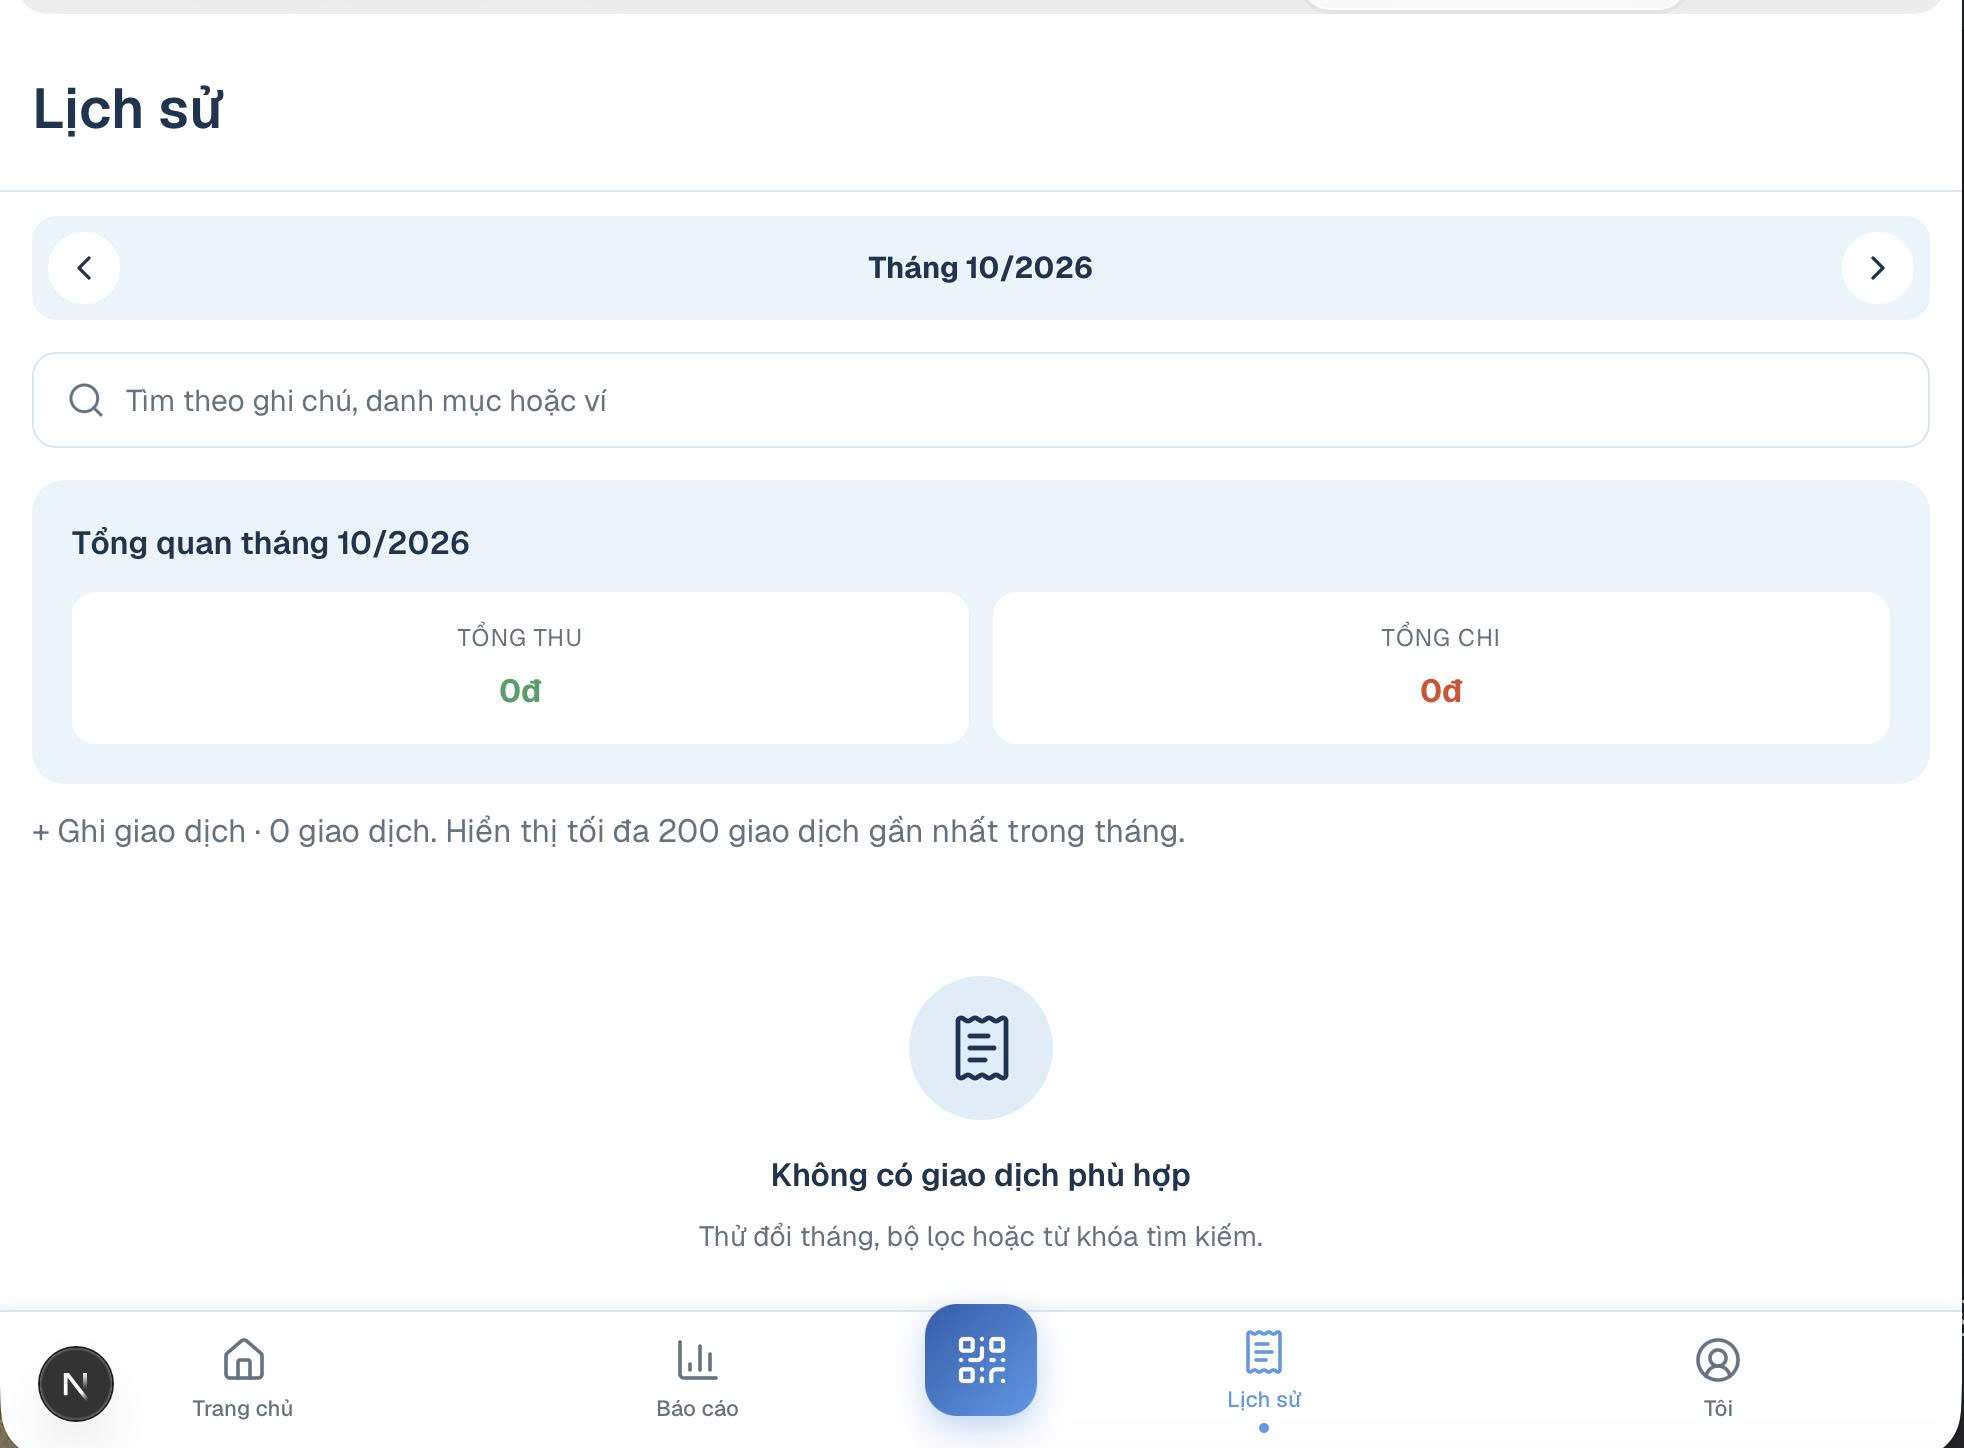 Lịch sử
Tháng 10/2026
Tìm theo ghi chú, danh mục hoặc ví
Tổng quan tháng 10/2026
TỔNG THU
TỔNG CHI
0đ
0đ
+ Ghi giao dịch · 0 giao dịch. Hiển thị tối đa 200 giao dịch gần nhất trong tháng.
Không có giao dịch phù hợp
Thử đổi tháng, bộ lọc hoặc từ khóa tìm kiếm.
N
Trang chủ
Báo cáo
Lịch sử
Tôi